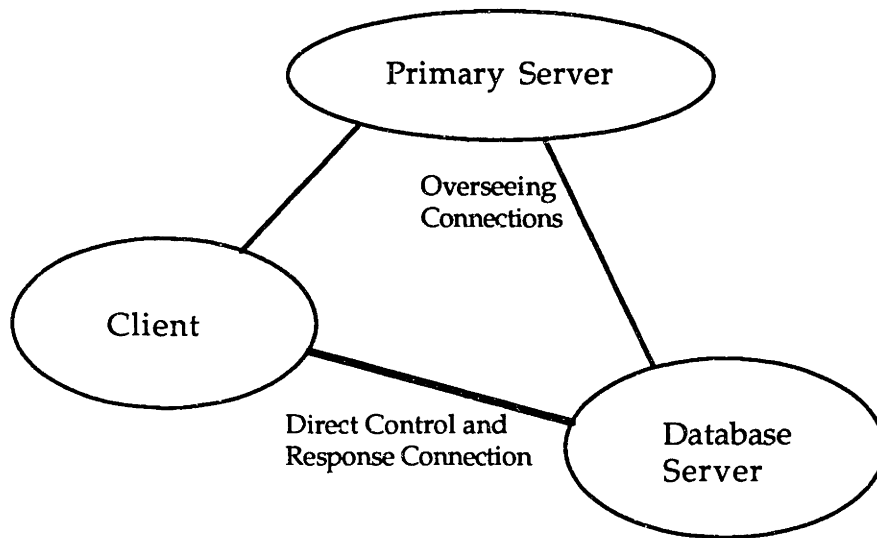 Primary Server
Overseeing
Connections
Client
Direct Control and
Response Connection
Database
Server